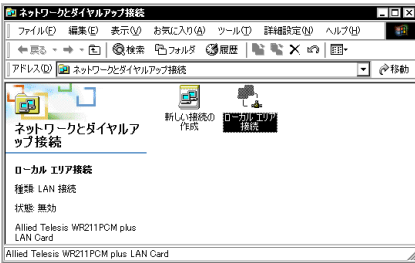 ネットワークとダイヤルアップ接続
ファイル(F) 編集(E) 表示(V) お気に入り(A) ツール(T) 詳細設定(N) ヘルプ(H)
戻る 検索 フォルダ 履歴
アドレス(D) ネットワークとダイヤルアップ接続 移動
ネットワークとダイヤルア
ップ接続
新しい接続の
作成
ローカル エリア
接続
ローカル エリア接続
種類: LAN 接続
状態: 無効
Allied Telesis WR211PCM plus
LAN Card
Allied Telesis WR211PCM plus LAN Card